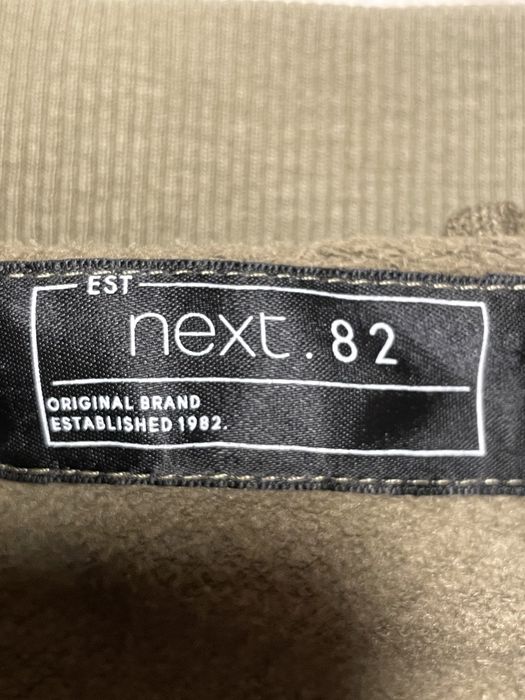 EST
next.82
ORIGINAL BRAND
ESTABLISHED 1982.